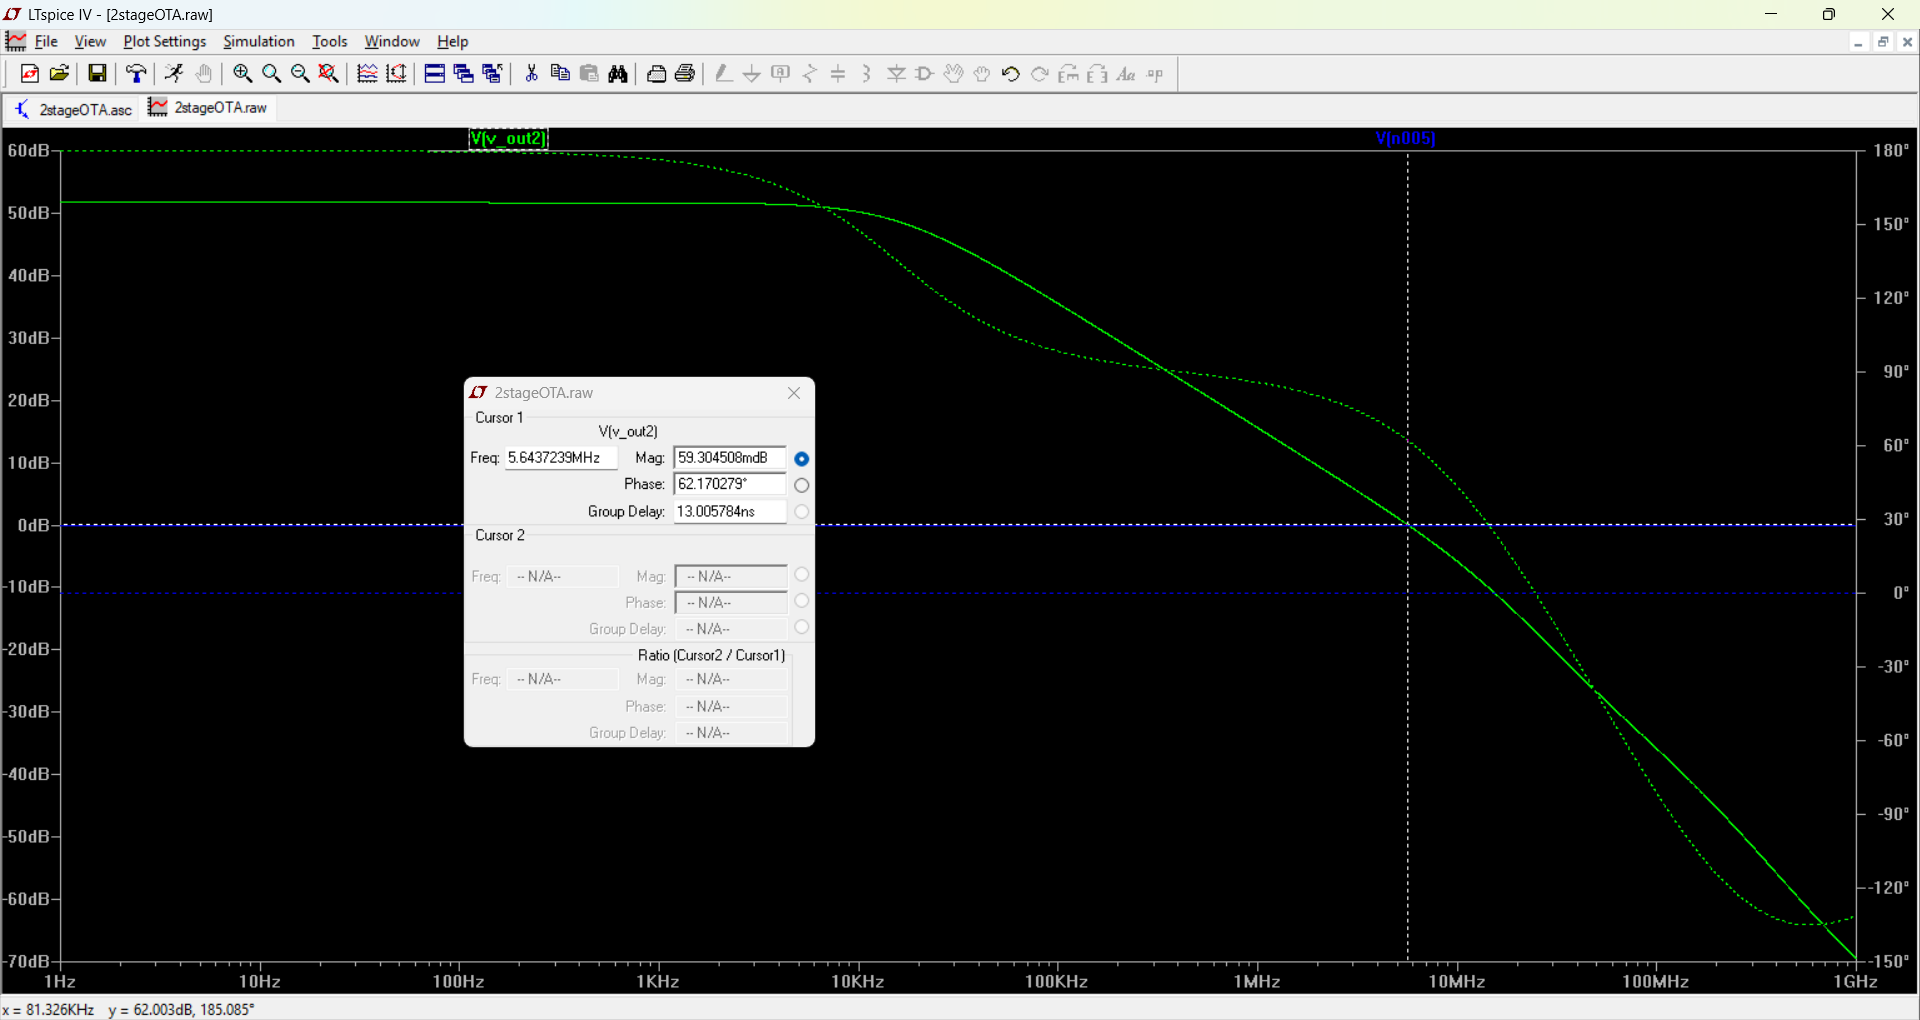 LTspice IV - [2stageOTA.raw]
File View Plot Settings Simulation Tools Window Help
2stageOTA.asc 2stageOTA.raw
V(v_out2) V(n005)
60dB 180°
50dB 150°
40dB 120°
30dB 90°
20dB 60°
10dB 30°
0dB 0°
-10dB -30°
-20dB -60°
-30dB -90°
-40dB -120°
-50dB -150°
-60dB
-70dB
1Hz 10Hz 100Hz 1KHz 10KHz 100KHz 1MHz 10MHz 100MHz 1GHz
2stageOTA.raw
Cursor 1
V(v_out2)
Freq: 5.6437239MHz Mag: 59.304508mdB
Phase: 62.170279°
Group Delay: 13.005784ns
Cursor 2
Freq: -- N/A-- Mag: -- N/A--
Phase: -- N/A--
Group Delay: -- N/A--
Ratio (Cursor2 / Cursor1)
Freq: -- N/A-- Mag: -- N/A--
Phase: -- N/A--
Group Delay: -- N/A--
x = 81.326KHz y = 62.003dB, 185.085°